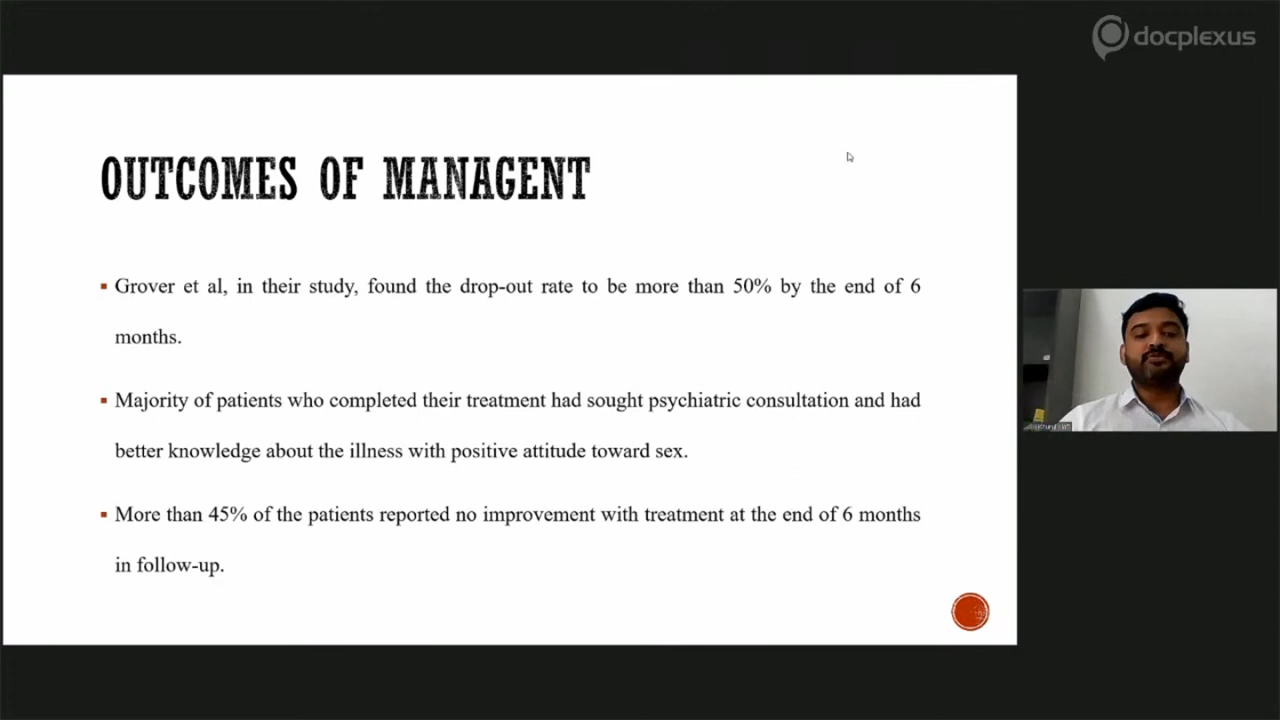 docplexus
OUTCOMES OF MANAGENT
▪ Grover et al, in their study, found the drop-out rate to be more than 50% by the end of 6
months.
▪ Majority of patients who completed their treatment had sought psychiatric consultation and had
better knowledge about the illness with positive attitude toward sex.
▪ More than 45% of the patients reported no improvement with treatment at the end of 6 months
in follow-up.